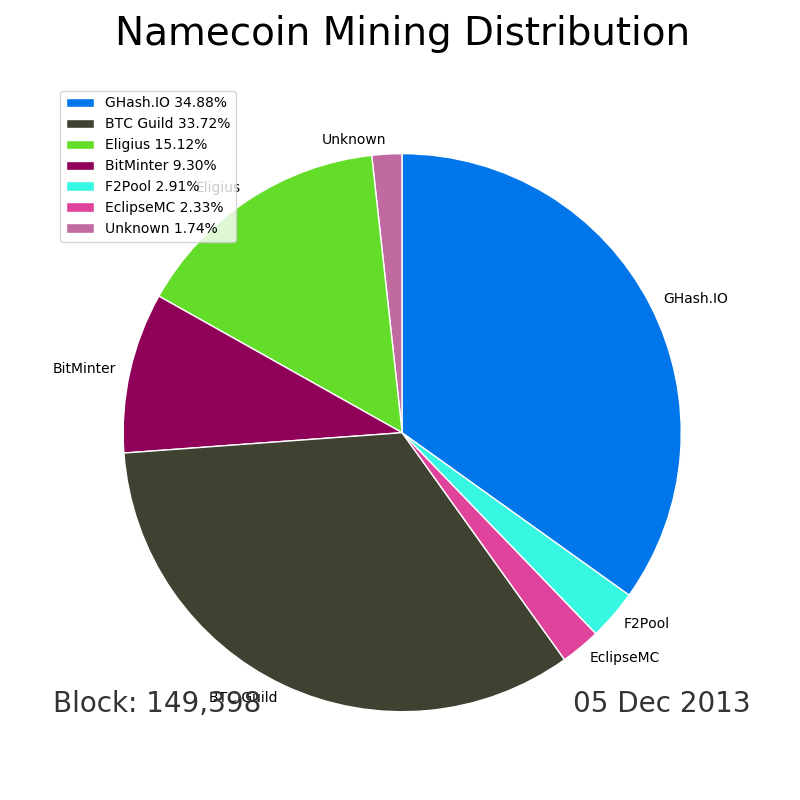 Namecoin Mining Distribution
GHash.IO 34.88%
BTC Guild 33.72%
Eligius 15.12%
BitMinter 9.30%
F2Pool 2.91%
EclipseMC 2.33%
Unknown 1.74%
Unknown
Eligius
GHash.IO
BitMinter
F2Pool
EclipseMC
BTC Guild
Block: 149,398
05 Dec 2013